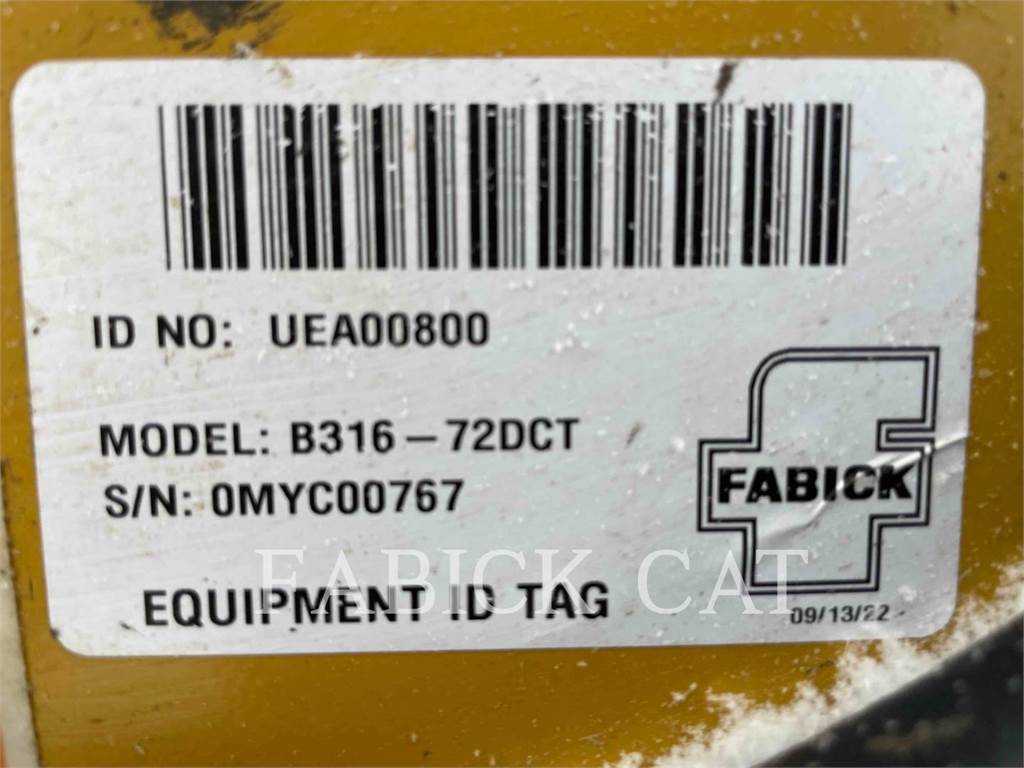 ID NO: UEA00800
MODEL: B316-72DCT
S/N: 0MYC00767
FABICK
FABICK CAT
EQUIPMENT ID TAG
09/13/22